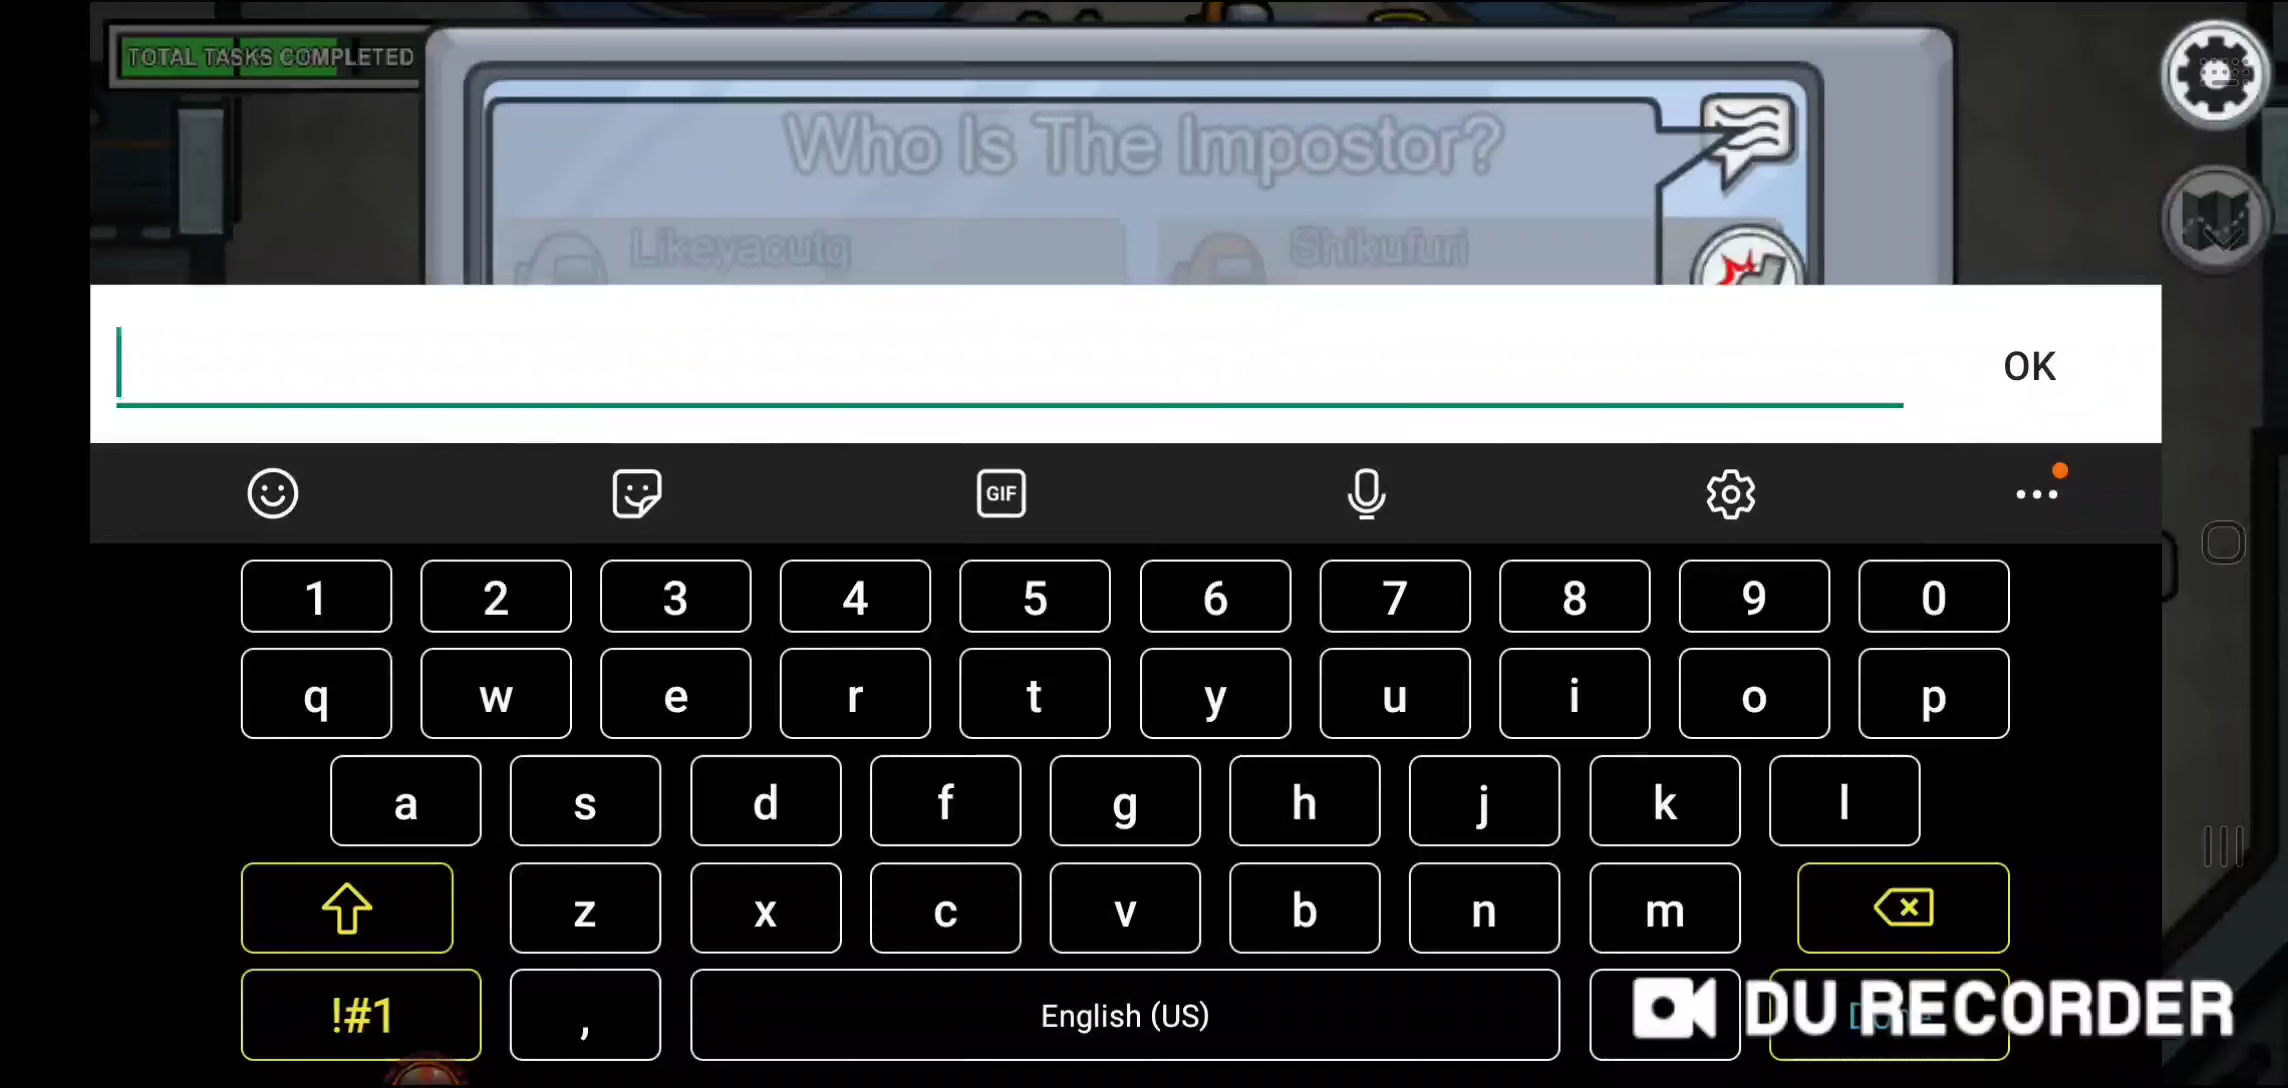 TOTAL TASKS COMPLETED
Who Is The Impostor?
Likeyacutg
Shikufuri
OK
GIF
1 2 3 4 5 6 7 8 9 0
q w e r t y u i o p
a s d f g h j k l
z x c v b n m
!#1 , English (US)
DU RECORDER